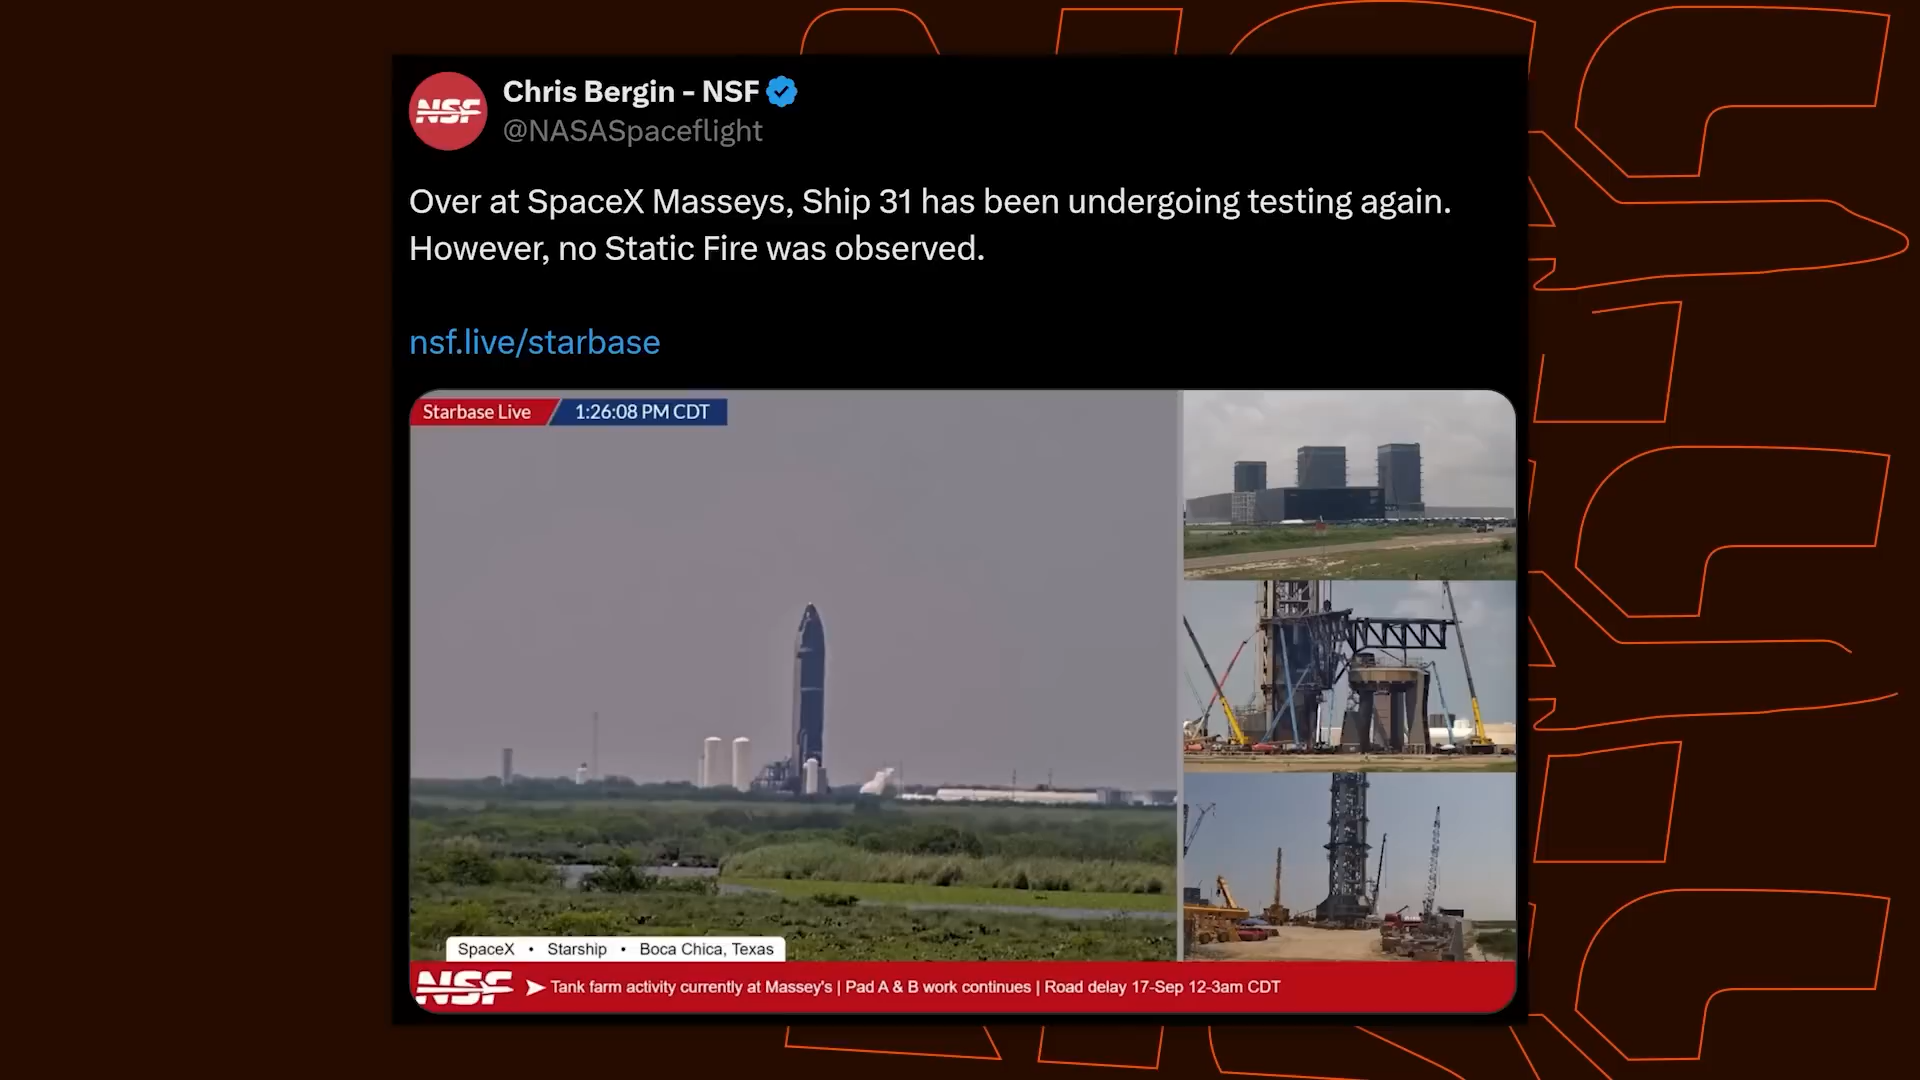 NSF
Chris Bergin - NSF
@NASASpaceflight
Over at SpaceX Masseys, Ship 31 has been undergoing testing again.
However, no Static Fire was observed.
nsf.live/starbase
Starbase Live 1:26:08 PM CDT
SpaceX • Starship • Boca Chica, Texas
NSF Tank farm activity currently at Massey's | Pad A & B work continues | Road delay 17-Sep 12-3am CDT